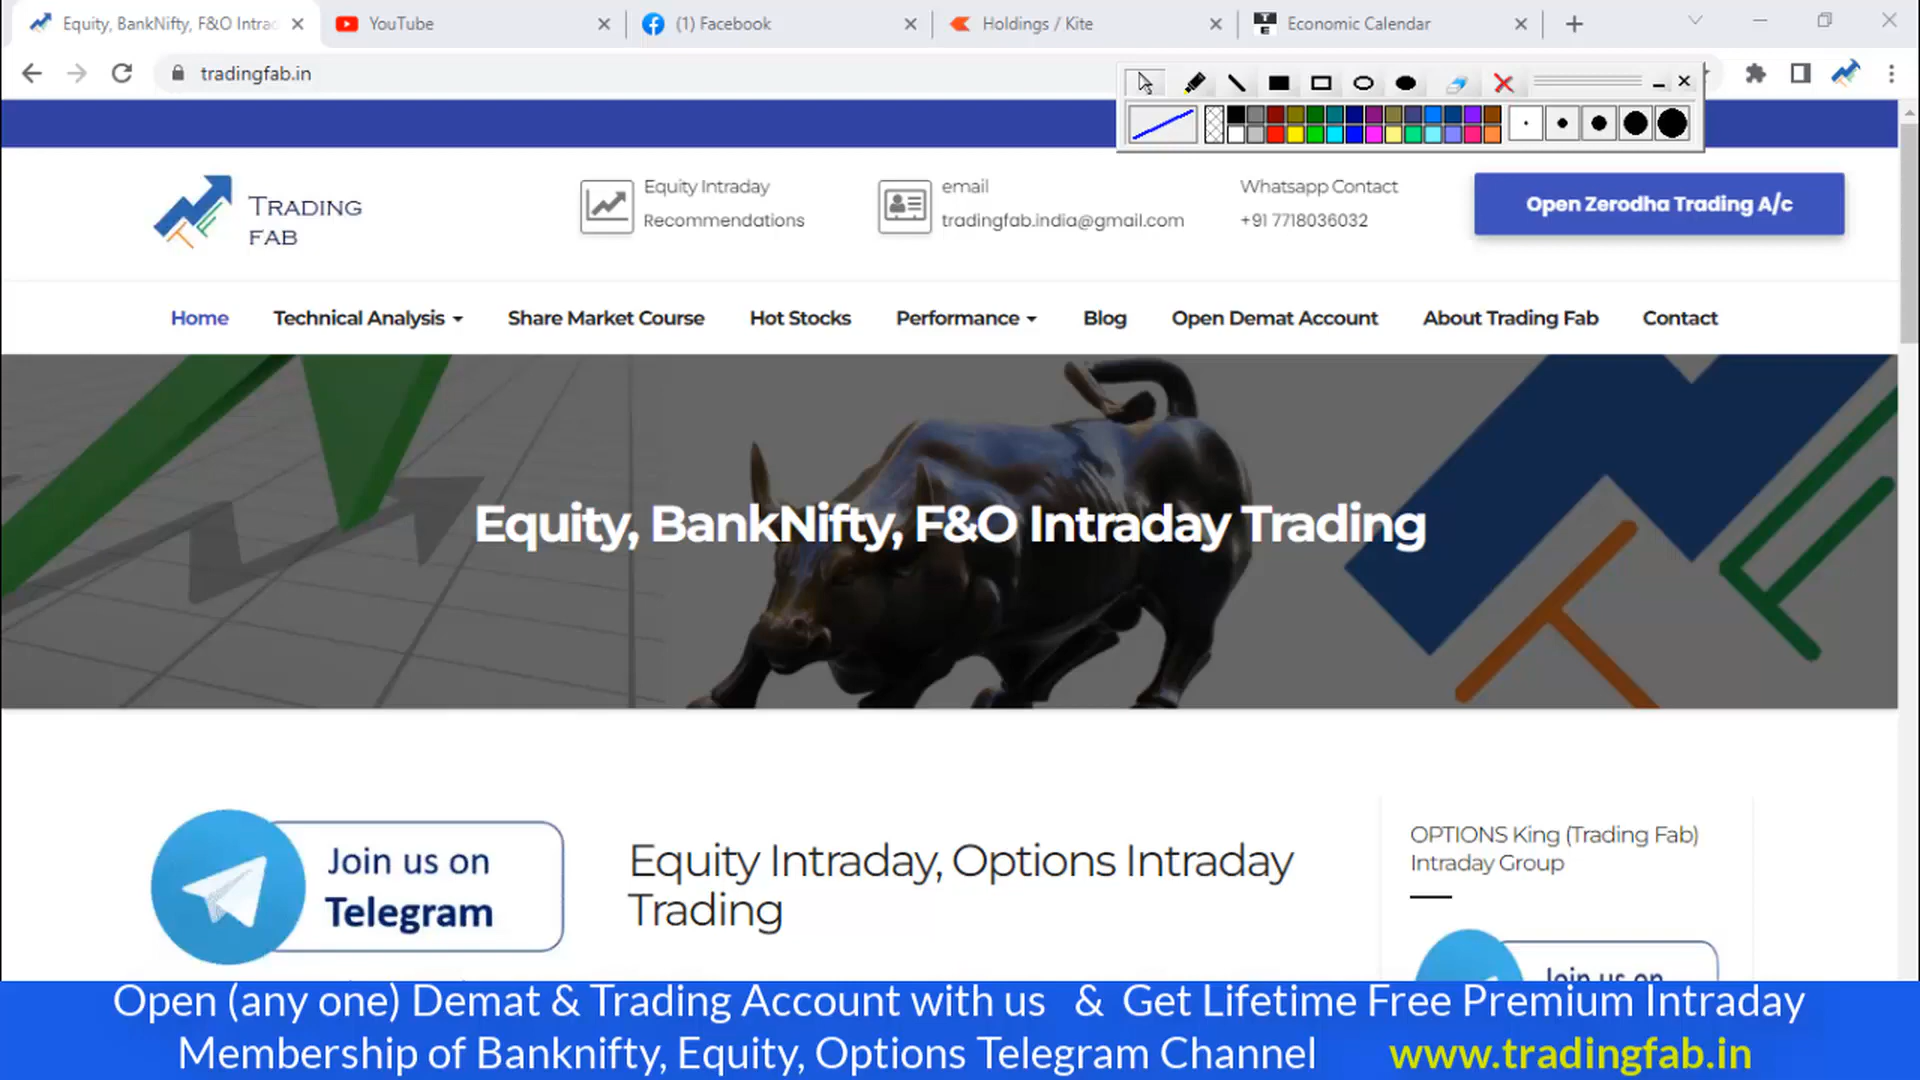 Equity, BankNifty, F&O Intra
YouTube
(1) Facebook
Holdings / Kite
Economic Calendar
tradingfab.in
TRADING
FAB
Equity Intraday
Recommendations
email
tradingfab.india@gmail.com
Whatsapp Contact
+91 7718036032
Open Zerodha Trading A/c
Home
Technical Analysis
Share Market Course
Hot Stocks
Performance
Blog
Open Demat Account
About Trading Fab
Contact
Equity, BankNifty, F&O Intraday Trading
Join us on
Telegram
Equity Intraday, Options Intraday
Trading
OPTIONS King (Trading Fab)
Intraday Group
Join us on
Open (any one) Demat & Trading Account with us & Get Lifetime Free Premium Intraday
Membership of Banknifty, Equity, Options Telegram Channel www.tradingfab.in